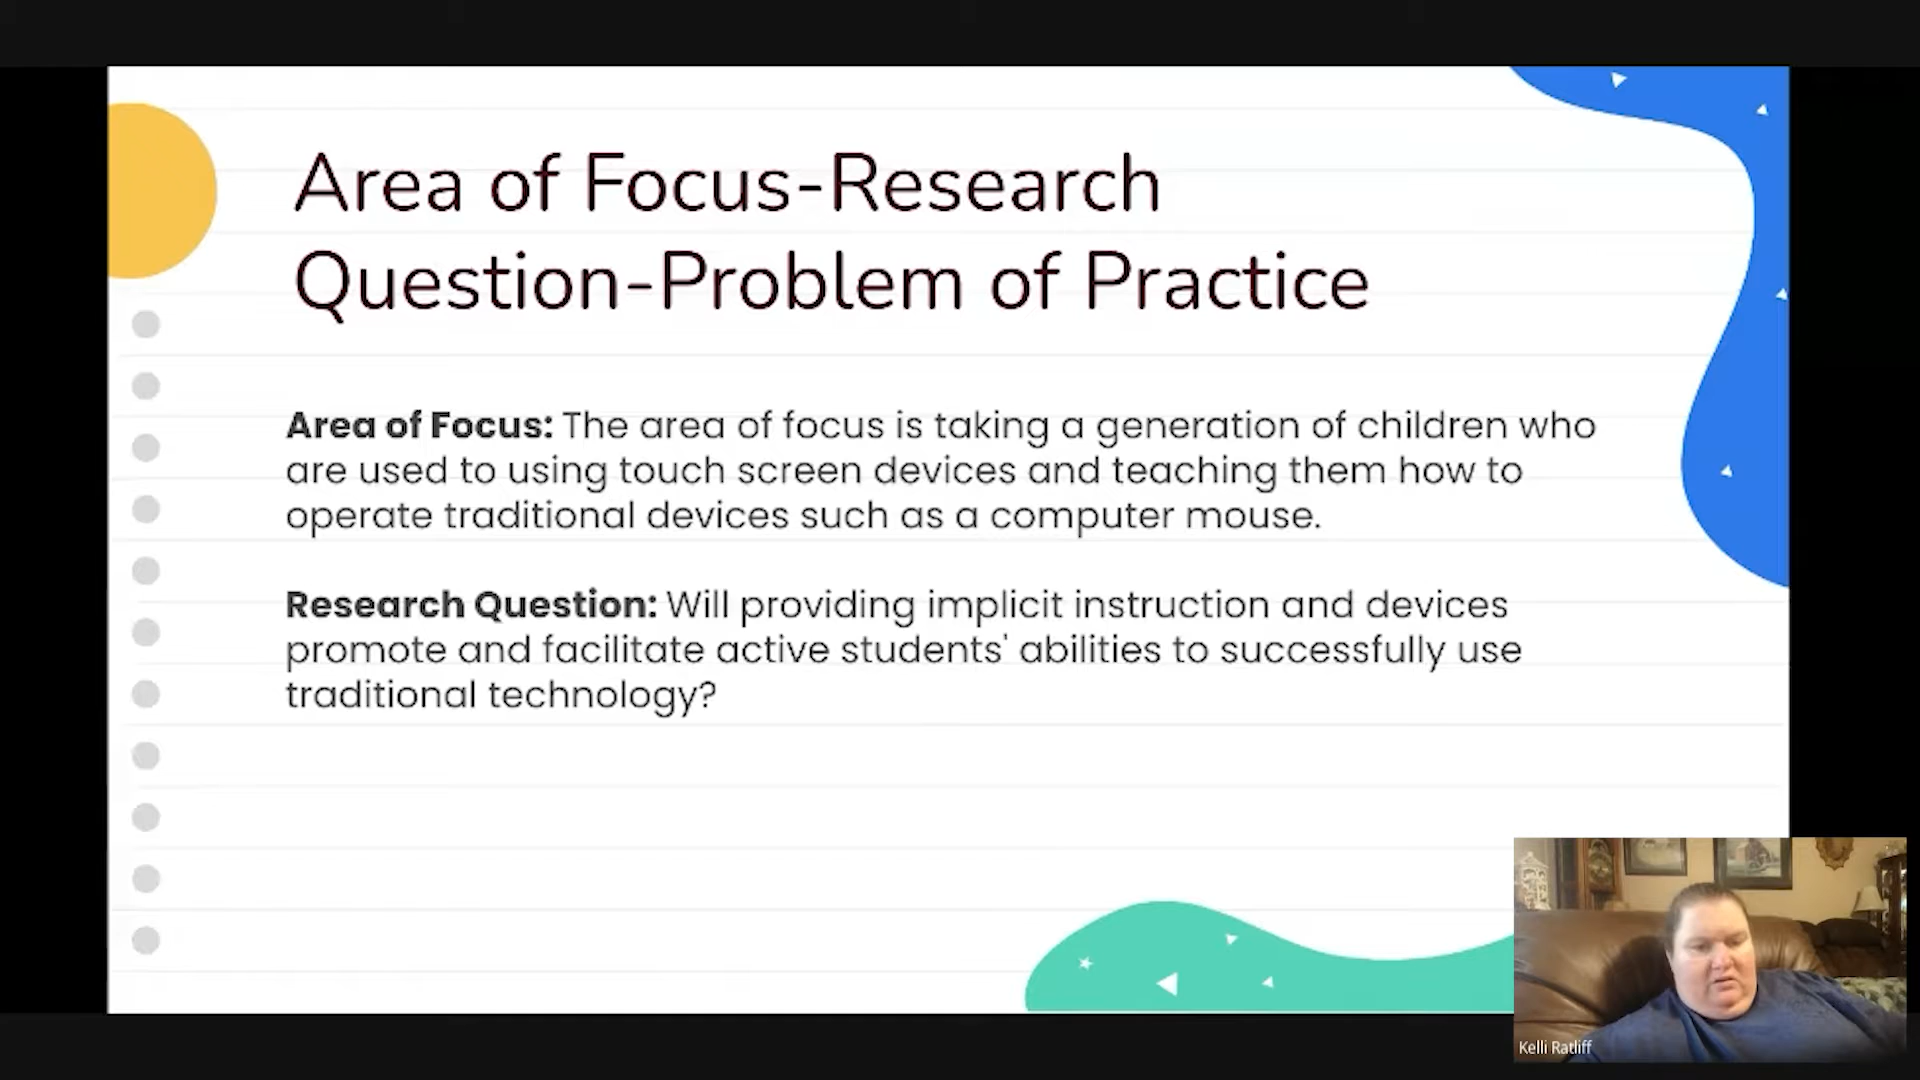 Area of Focus-Research
Question-Problem of Practice
Area of Focus: The area of focus is taking a generation of children who
are used to using touch screen devices and teaching them how to
operate traditional devices such as a computer mouse.
Research Question: Will providing implicit instruction and devices
promote and facilitate active students' abilities to successfully use
traditional technology?
Kelli Ratliff